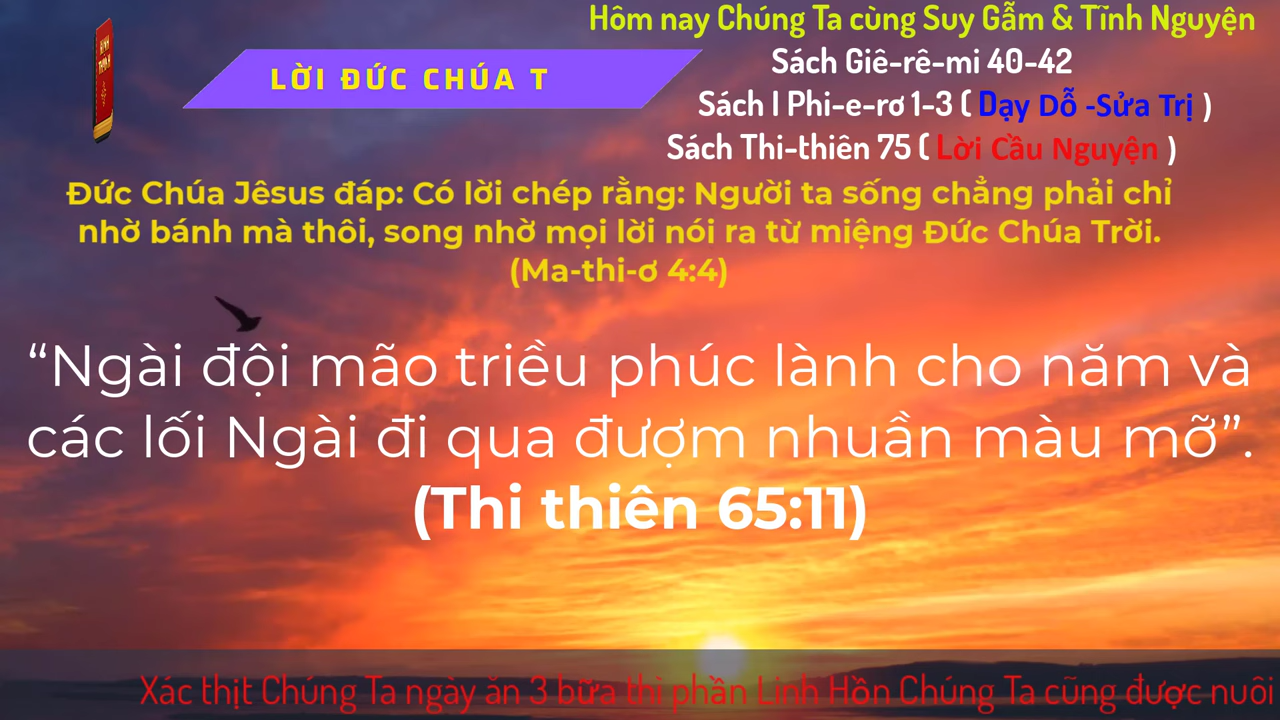 Hôm nay Chúng Ta cùng Suy Gẫm & Tĩnh Nguyện
Sách Giê-rê-mi 40-42
Sách I Phi-e-rơ 1-3 ( Dạy Dỗ -Sửa Trị )
Sách Thi-thiên 75 ( Lời Cầu Nguyện )
LỜI ĐỨC CHÚA T
Đức Chúa Jêsus đáp: Có lời chép rằng: Người ta sống chẳng phải chỉ
nhờ bánh mà thôi, song nhờ mọi lời nói ra từ miệng Đức Chúa Trời.
(Ma-thi-ơ 4:4)
“Ngài đội mão triều phúc lành cho năm và
các lối Ngài đi qua đượm nhuần màu mỡ”.
(Thi thiên 65:11)
Xác thịt Chúng Ta ngày ăn 3 bữa thì phần Linh Hồn Chúng Ta cũng được nuôi